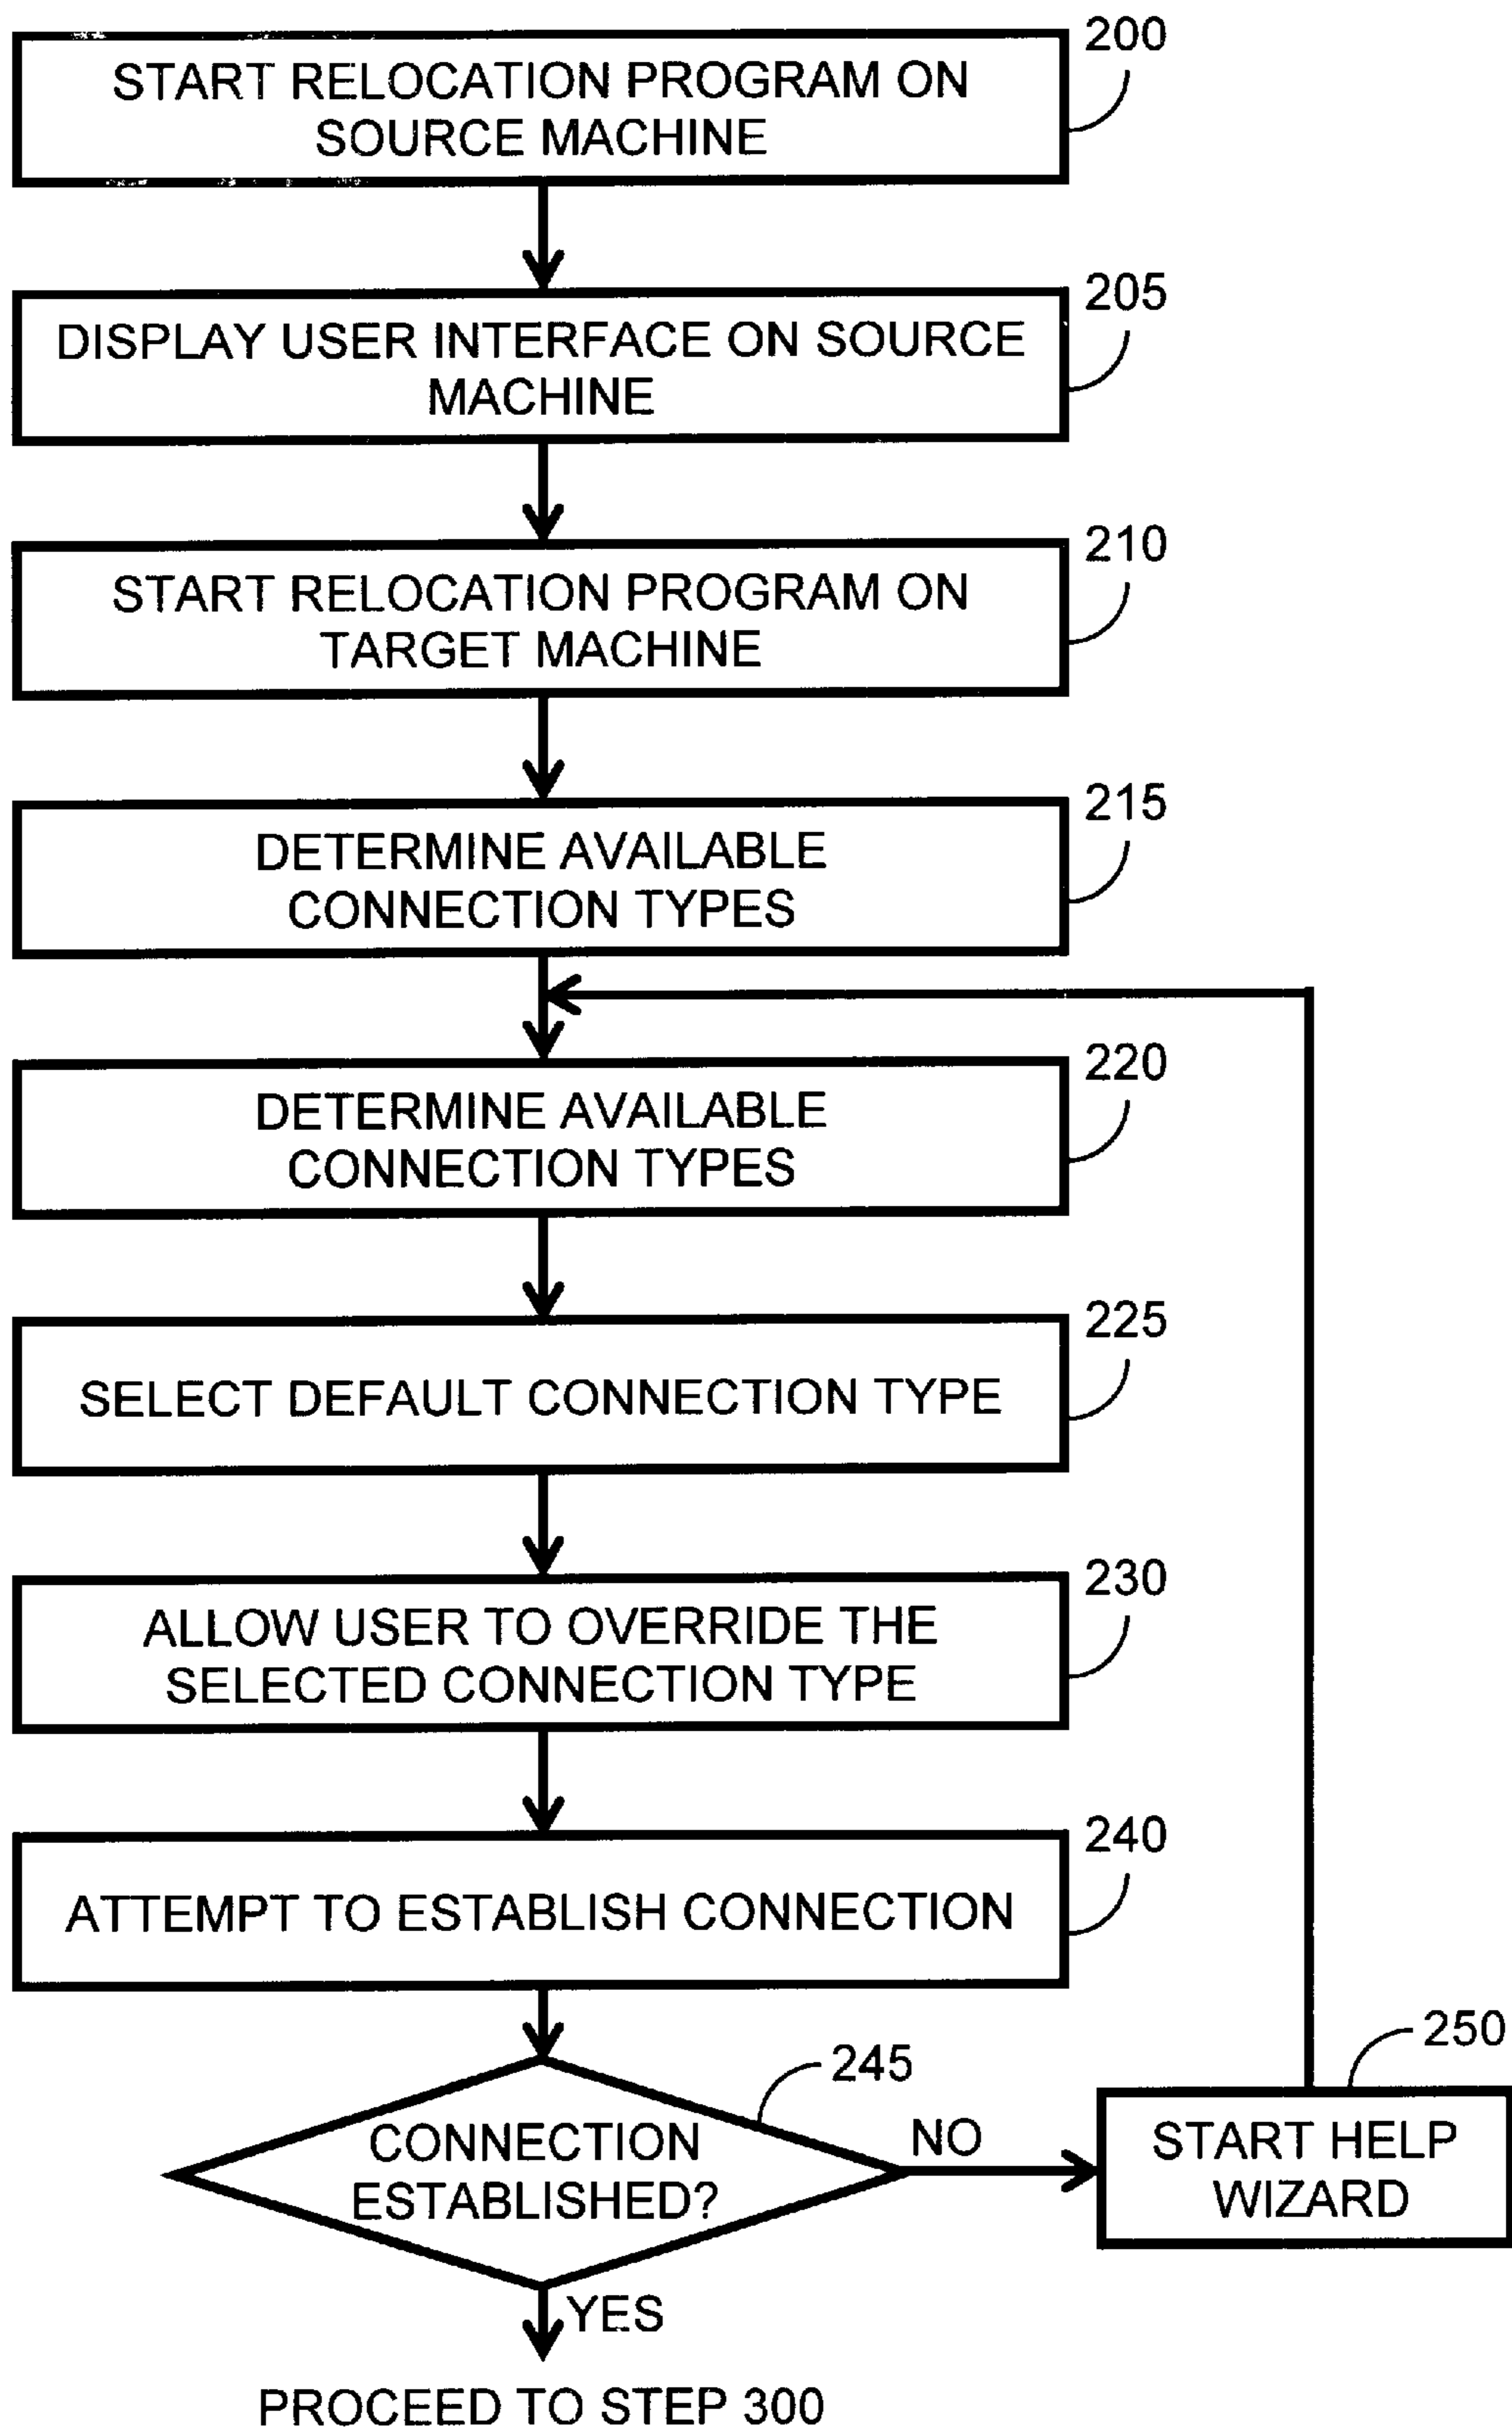 200
START RELOCATION PROGRAM ON
SOURCE MACHINE
205
DISPLAY USER INTERFACE ON SOURCE
MACHINE
210
START RELOCATION PROGRAM ON
TARGET MACHINE
215
DETERMINE AVAILABLE
CONNECTION TYPES
220
DETERMINE AVAILABLE
CONNECTION TYPES
225
SELECT DEFAULT CONNECTION TYPE
230
ALLOW USER TO OVERRIDE THE
SELECTED CONNECTION TYPE
240
ATTEMPT TO ESTABLISH CONNECTION
245
CONNECTION
ESTABLISHED?
NO
250
START HELP
WIZARD
YES
PROCEED TO STEP 300